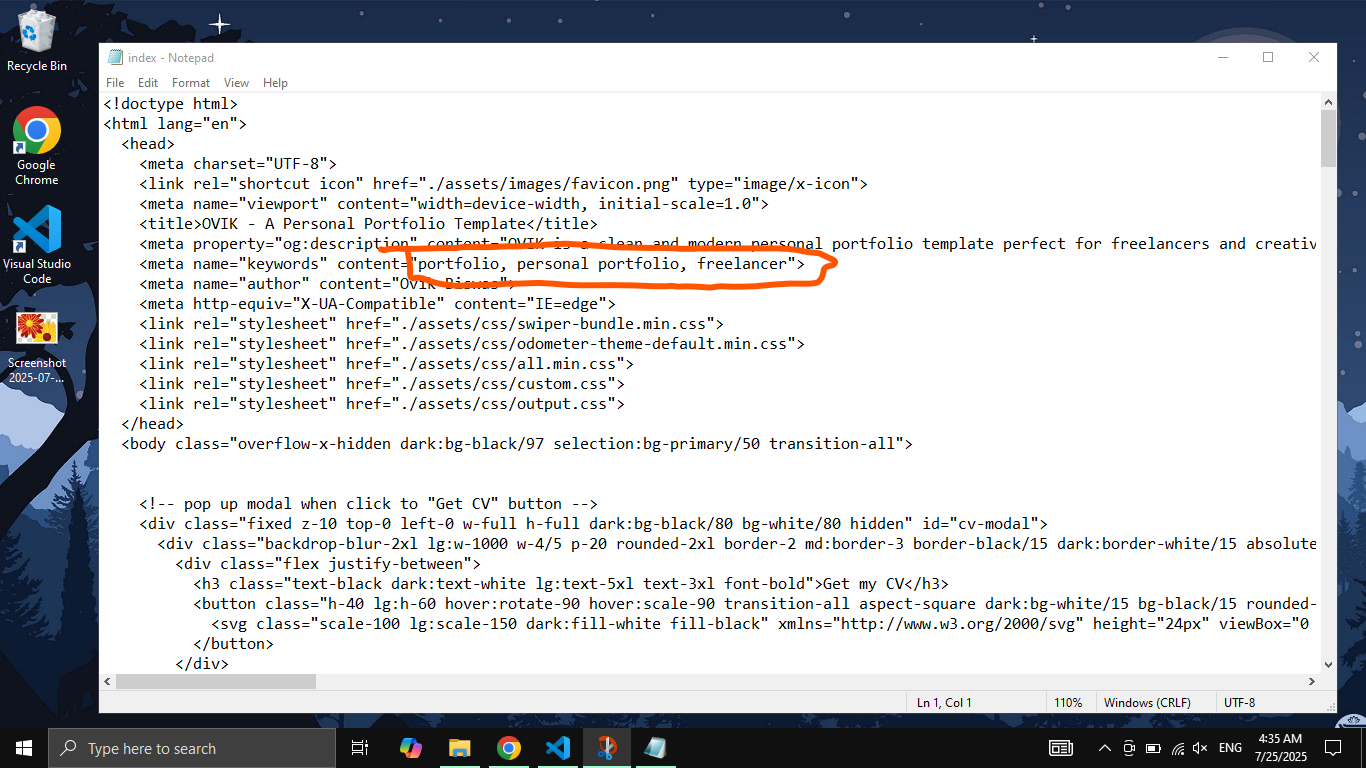 Recycle Bin
Google
Chrome
Visual Studio
Code
Screenshot
2025-07-...
index - Notepad
File Edit Format View Help
<!doctype html>
<html lang="en">
<head>
<meta charset="UTF-8">
<link rel="shortcut icon" href="./assets/images/favicon.png" type="image/x-icon">
<meta name="viewport" content="width=device-width, initial-scale=1.0">
<title>OVIK - A Personal Portfolio Template</title>
<meta property="og:description" content="OVIK is a clean and modern personal portfolio template perfect for freelancers and creativ
<meta name="keywords" content="portfolio, personal portfolio, freelancer">
<meta name="author" content="Ovik Biswas">
<meta http-equiv="X-UA-Compatible" content="IE=edge">
<link rel="stylesheet" href="./assets/css/swiper-bundle.min.css">
<link rel="stylesheet" href="./assets/css/odometer-theme-default.min.css">
<link rel="stylesheet" href="./assets/css/all.min.css">
<link rel="stylesheet" href="./assets/css/custom.css">
<link rel="stylesheet" href="./assets/css/output.css">
</head>
<body class="overflow-x-hidden dark:bg-black/97 selection:bg-primary/50 transition-all">
<!-- pop up modal when click to "Get CV" button -->
<div class="fixed z-10 top-0 left-0 w-full h-full dark:bg-black/80 bg-white/80 hidden" id="cv-modal">
<div class="backdrop-blur-2xl lg:w-1000 w-4/5 p-20 rounded-2xl border-2 md:border-3 border-black/15 dark:border-white/15 absolute
<div class="flex justify-between">
<h3 class="text-black dark:text-white lg:text-5xl text-3xl font-bold">Get my CV</h3>
<button class="h-40 lg:h-60 hover:rotate-90 hover:scale-90 transition-all aspect-square dark:bg-white/15 bg-black/15 rounded-
<svg class="scale-100 lg:scale-150 dark:fill-white fill-black" xmlns="http://www.w3.org/2000/svg" height="24px" viewBox="0
</button>
</div>
Ln 1, Col 1 110% Windows (CRLF) UTF-8
Type here to search
ENG
4:35 AM
7/25/2025